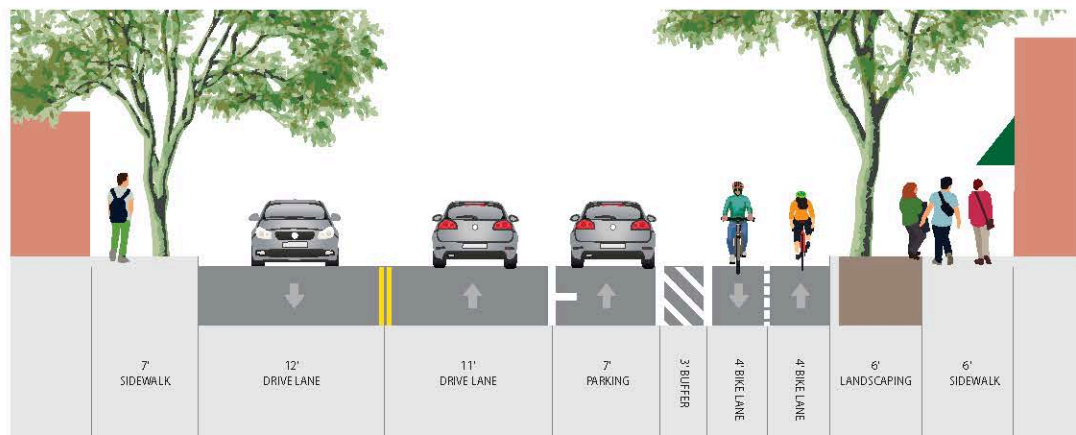 7'
SIDEWALK
12'
DRIVE LANE
11'
DRIVE LANE
7'
PARKING
3' BUFFER
4' BIKE LANE
4' BIKE LANE
6'
LANDSCAPING
6'
SIDEWALK